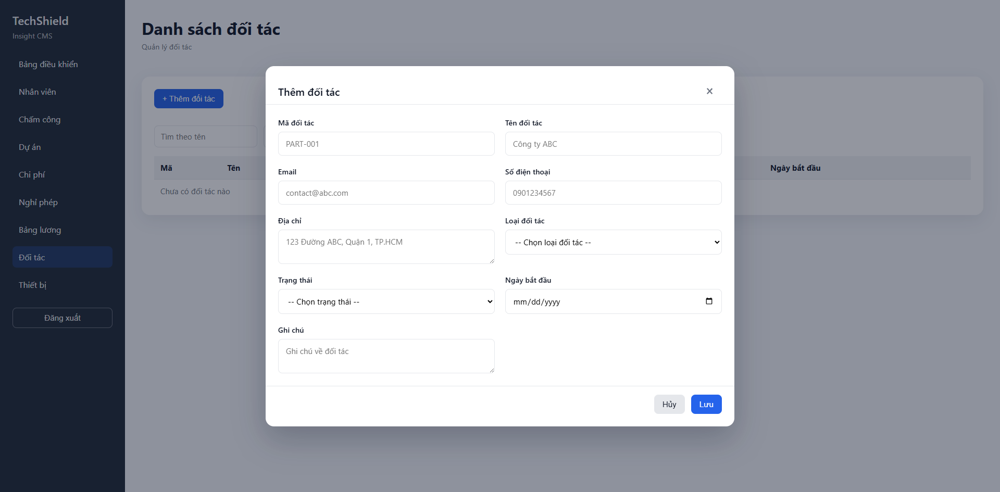 TechShield
Insight CMS
Bảng điều khiển
Nhân viên
Chấm công
Dự án
Chi phí
Nghỉ phép
Bảng lương
Đối tác
Thiết bị
Đăng xuất
Danh sách đối tác
Quản lý đối tác
+ Thêm đối tác
Tìm theo tên
Mã Tên Ngày bắt đầu
Chưa có đối tác nào
Thêm đối tác ×
Mã đối tác Tên đối tác
PART-001 Công ty ABC
Email Số điện thoại
contact@abc.com 0901234567
Địa chỉ Loại đối tác
123 Đường ABC, Quận 1, TP.HCM -- Chọn loại đối tác --
Trạng thái Ngày bắt đầu
-- Chọn trạng thái -- mm/dd/yyyy
Ghi chú
Ghi chú về đối tác
Hủy Lưu